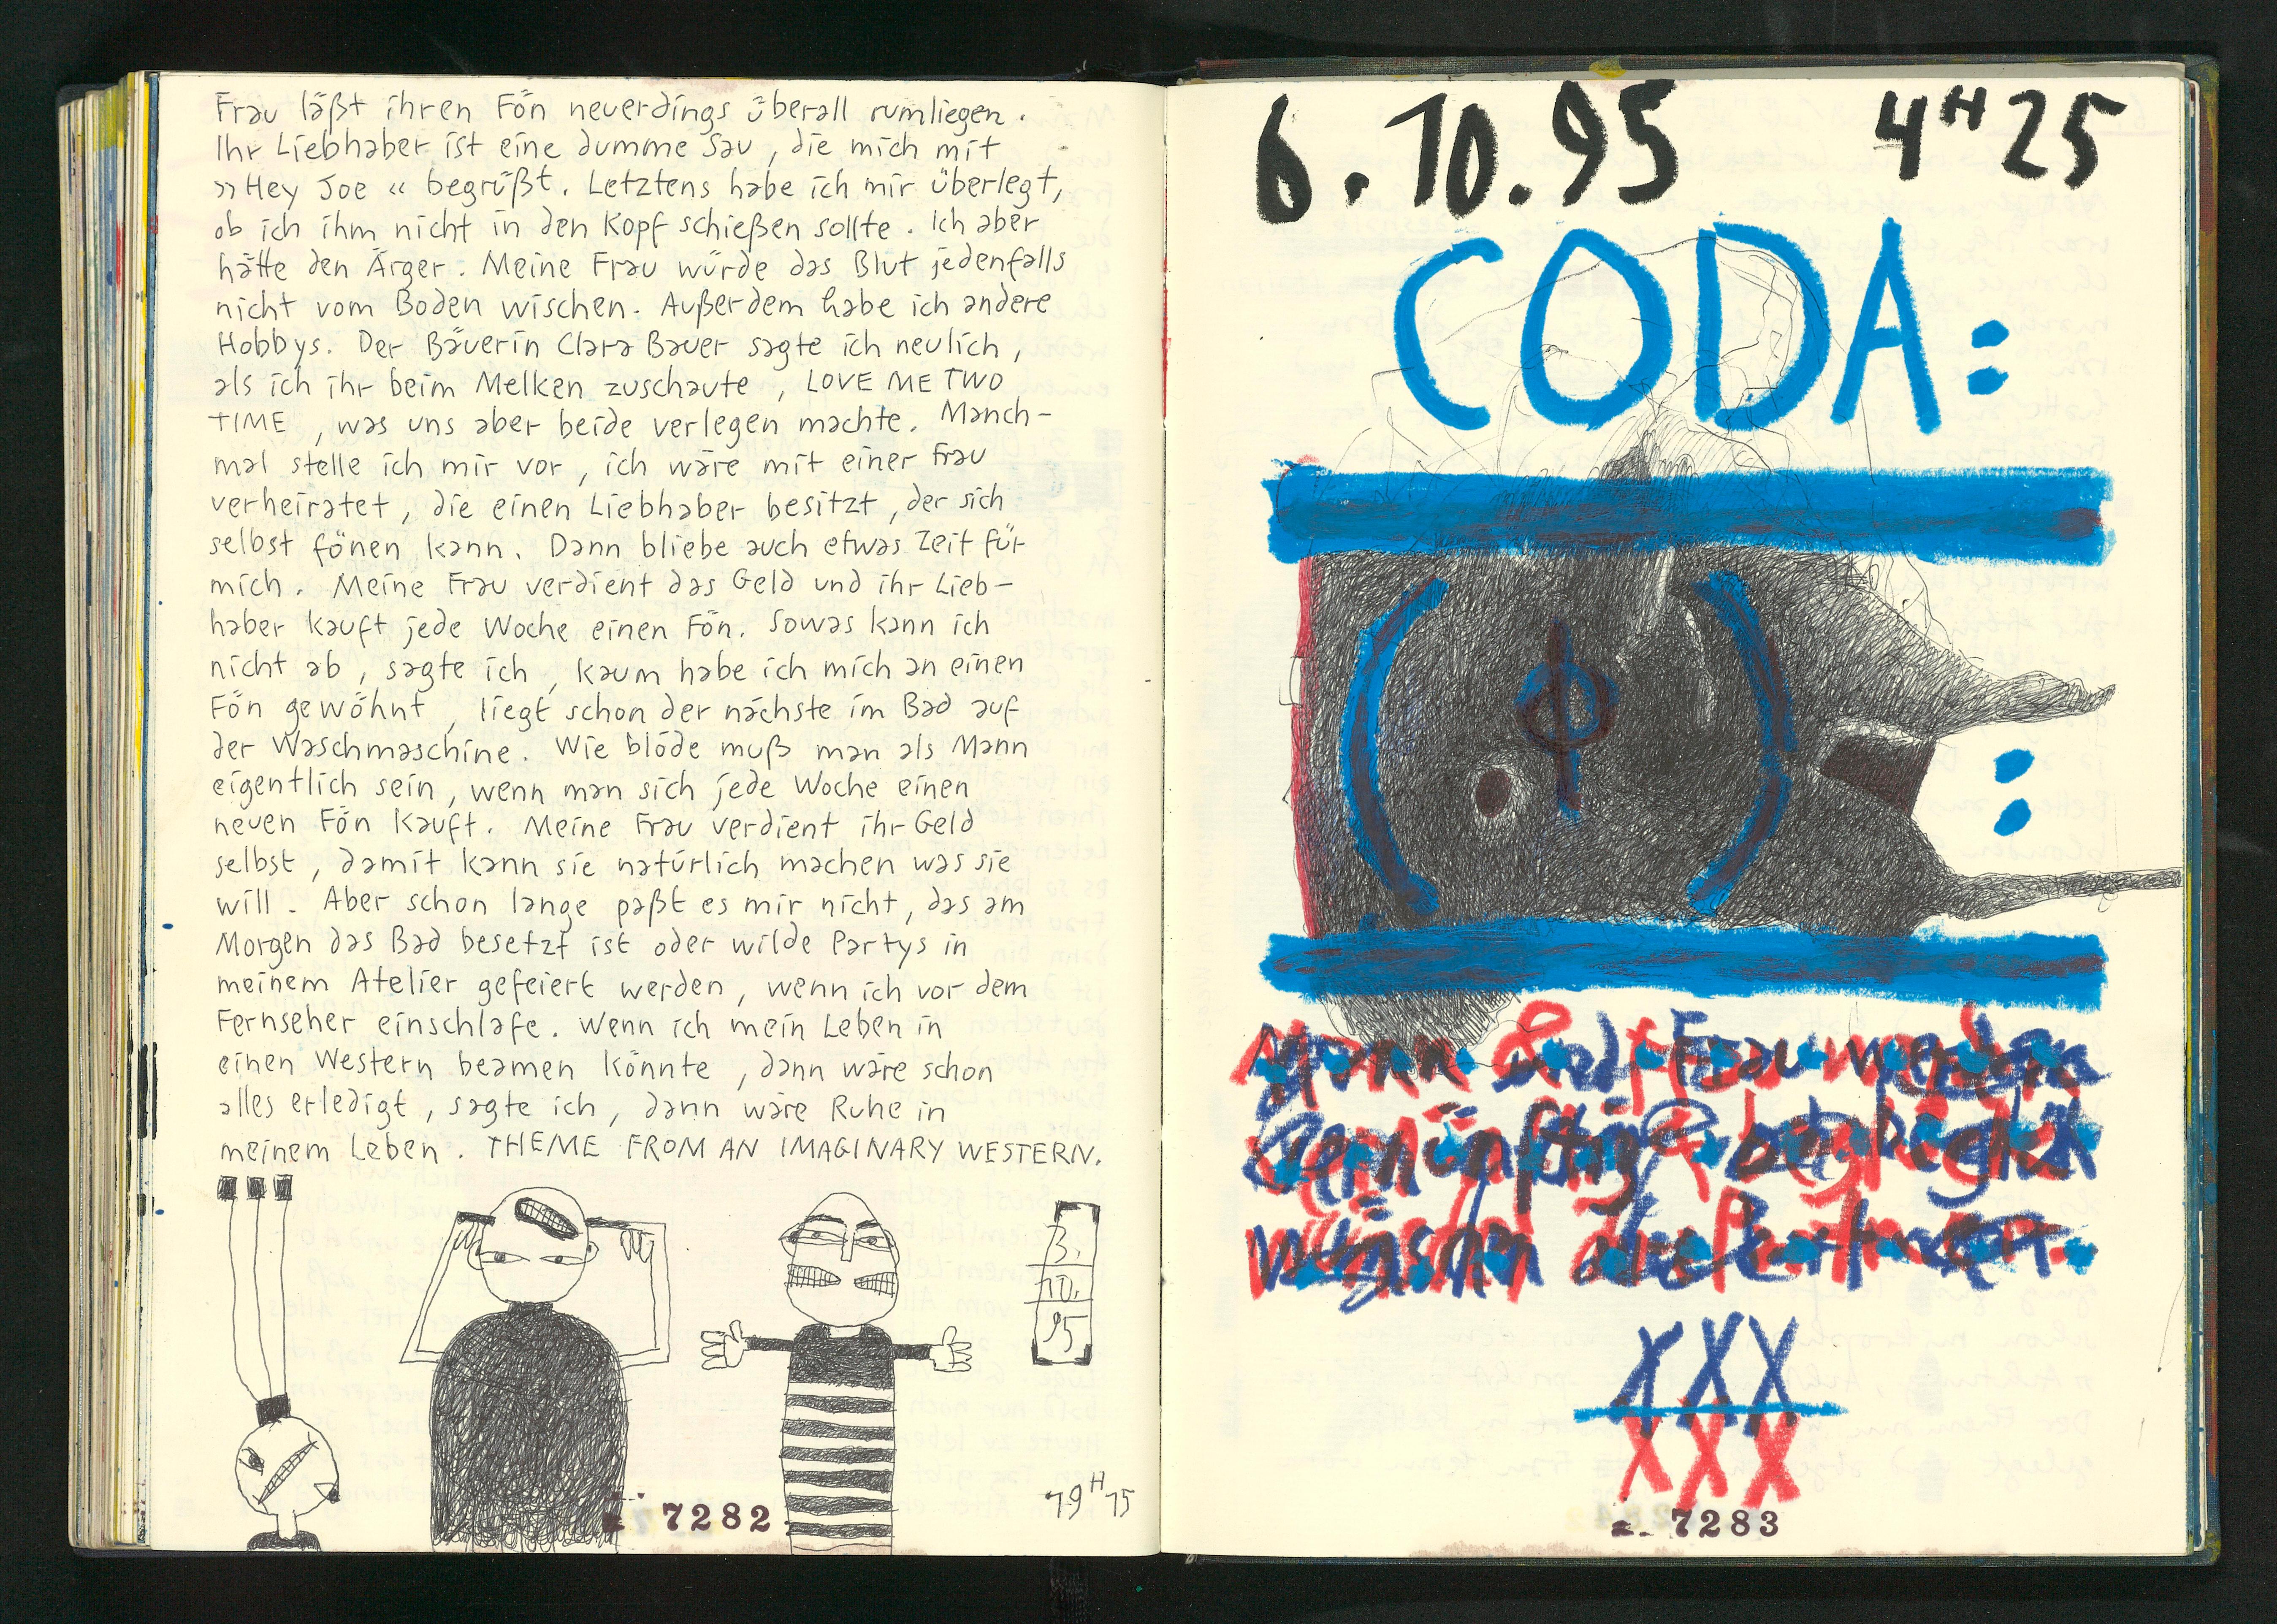 Frau läßt ihren Fön neuerdings überall rumliegen.
Ihr Liebhaber ist eine dumme Sau, die mich mit
»Hey Joe« begrüßt. Letztens habe ich mir überlegt,
ob ich ihm nicht in den Kopf schießen sollte. Ich aber
hätte den Ärger. Meine Frau würde das Blut jedenfalls
nicht vom Boden wischen. Außerdem habe ich andere
Hobbys. Der Bäuerin Clara Bauer sagte ich neulich,
als ich ihr beim Melken zuschaute, LOVE ME TWO
TIME, was uns aber beide verlegen machte. Manch-
mal stelle ich mir vor, ich wäre mit einer Frau
verheiratet, die einen Liebhaber besitzt, der sich
selbst fönen kann. Dann bliebe auch etwas Zeit für
mich. Meine Frau verdient das Geld und ihr Lieb-
haber kauft jede Woche einen Fön. Sowas kann ich
nicht ab, sagte ich, kaum habe ich mich an einen
Fön gewöhnt, liegt schon der nächste im Bad auf
der Waschmaschine. Wie blöde muß man als Mann
eigentlich sein, wenn man sich jede Woche einen
neuen Fön kauft. Meine Frau verdient ihr Geld
selbst, damit kann sie natürlich machen was sie
will. Aber schon lange paßt es mir nicht, das am
Morgen das Bad besetzt ist oder wilde Partys in
meinem Atelier gefeiert werden, wenn ich vor dem
Fernseher einschlafe. Wenn ich mein Leben in
einen Western beamen könnte, dann wäre schon
alles erledigt, sagte ich, dann wäre Ruhe in
meinem Leben. THEME FROM AN IMAGINARY WESTERN.
3.
10.
95
19H15
7282
6.10.95 4H25
CODA:
( ϕ ) :
Mann und Frau werden
vernünftig
XXX
XXX
7283